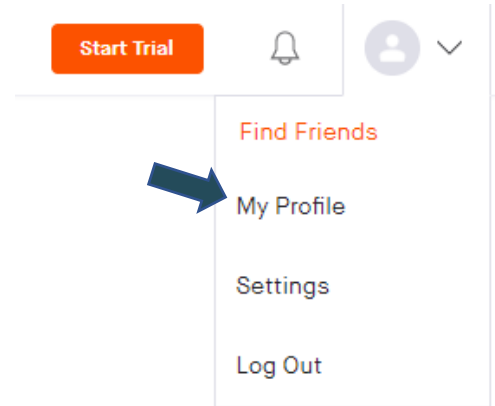 Start Trial
Find Friends
My Profile
Settings
Log Out